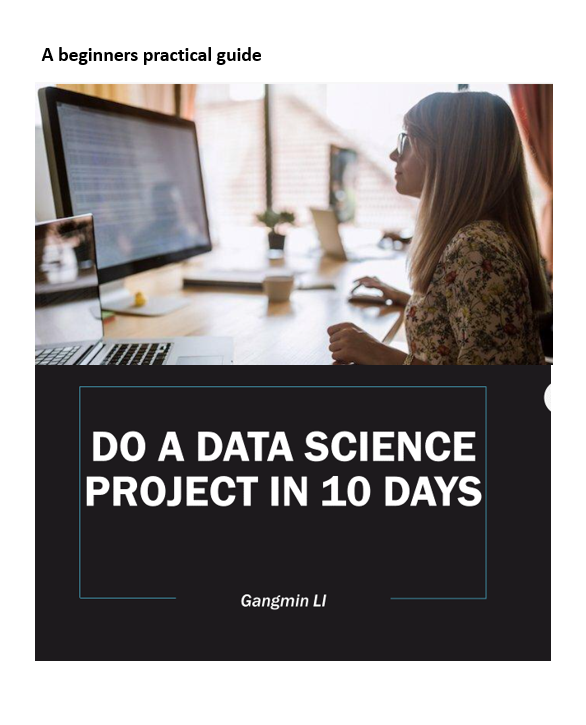 A beginners practical guide
DO A DATA SCIENCE
PROJECT IN 10 DAYS
Gangmin LI